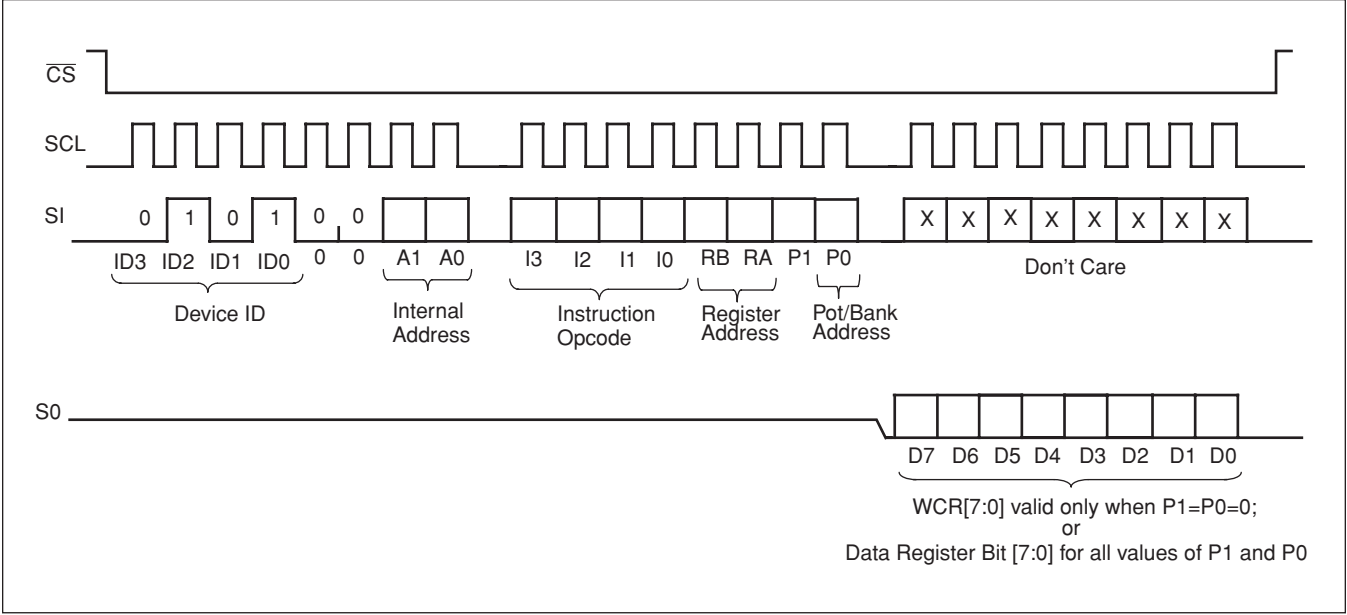 CS
SCL
SI
0 1 0 1 0 0
X X X X X X X X
ID3 ID2 ID1 ID0 0 0 A1 A0 I3 I2 I1 I0 RB RA P1 P0
Don't Care
Device ID
Internal
Address
Instruction
Opcode
Register
Address
Pot/Bank
Address
S0
D7 D6 D5 D4 D3 D2 D1 D0
WCR[7:0] valid only when P1=P0=0;
or
Data Register Bit [7:0] for all values of P1 and P0